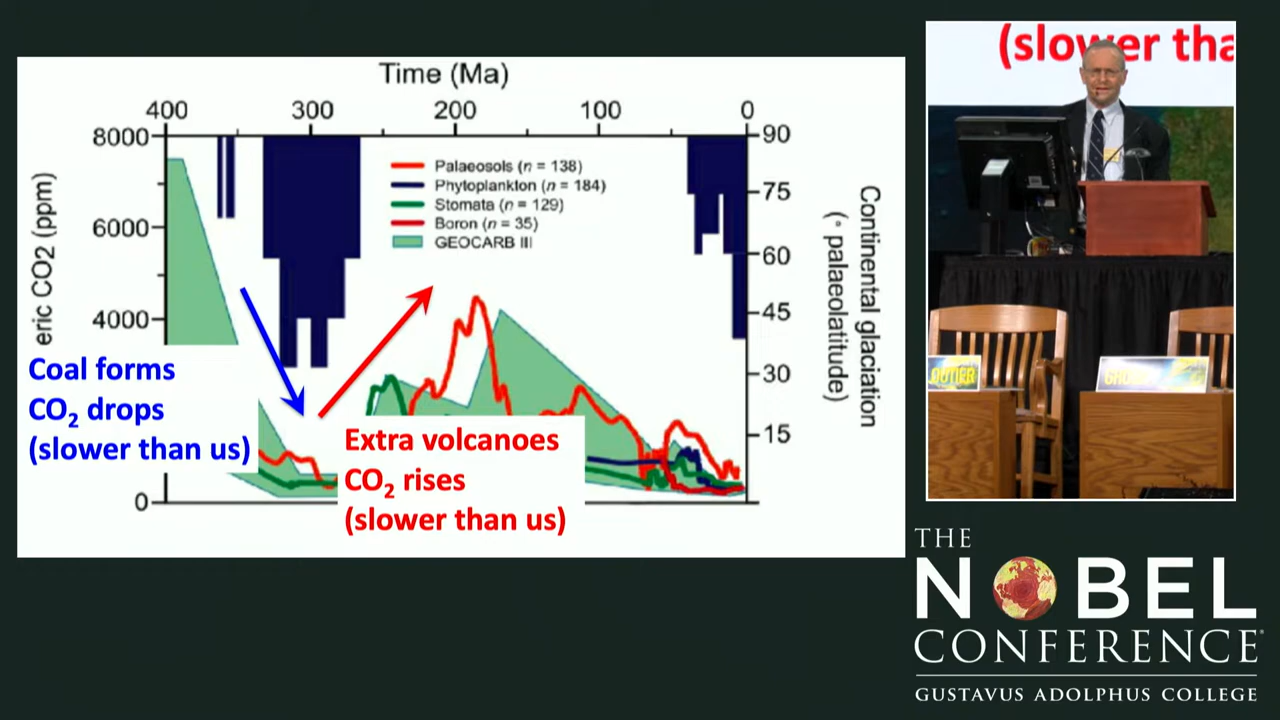 Time (Ma)
400 300 200 100 0
8000
6000
4000
0
eric CO2 (ppm)
90
75
60
45
30
15
Continental glaciation
(° palaeolatitude)
Palaeosols (n = 138)
Phytoplankton (n = 184)
Stomata (n = 129)
Boron (n = 35)
GEOCARB III
Coal forms
CO₂ drops
(slower than us)
Extra volcanoes
CO₂ rises
(slower than us)
(slower tha
OUTIER
THE
NOBEL
CONFERENCE
GUSTAVUS ADOLPHUS COLLEGE